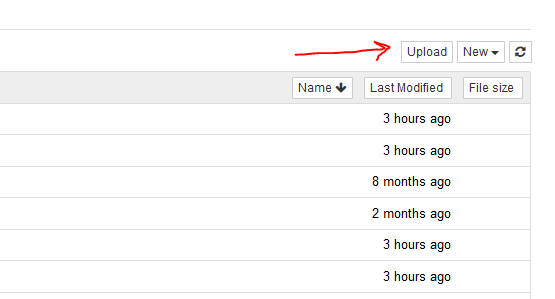 Upload New
Name Last Modified File size
3 hours ago
3 hours ago
8 months ago
2 months ago
3 hours ago
3 hours ago